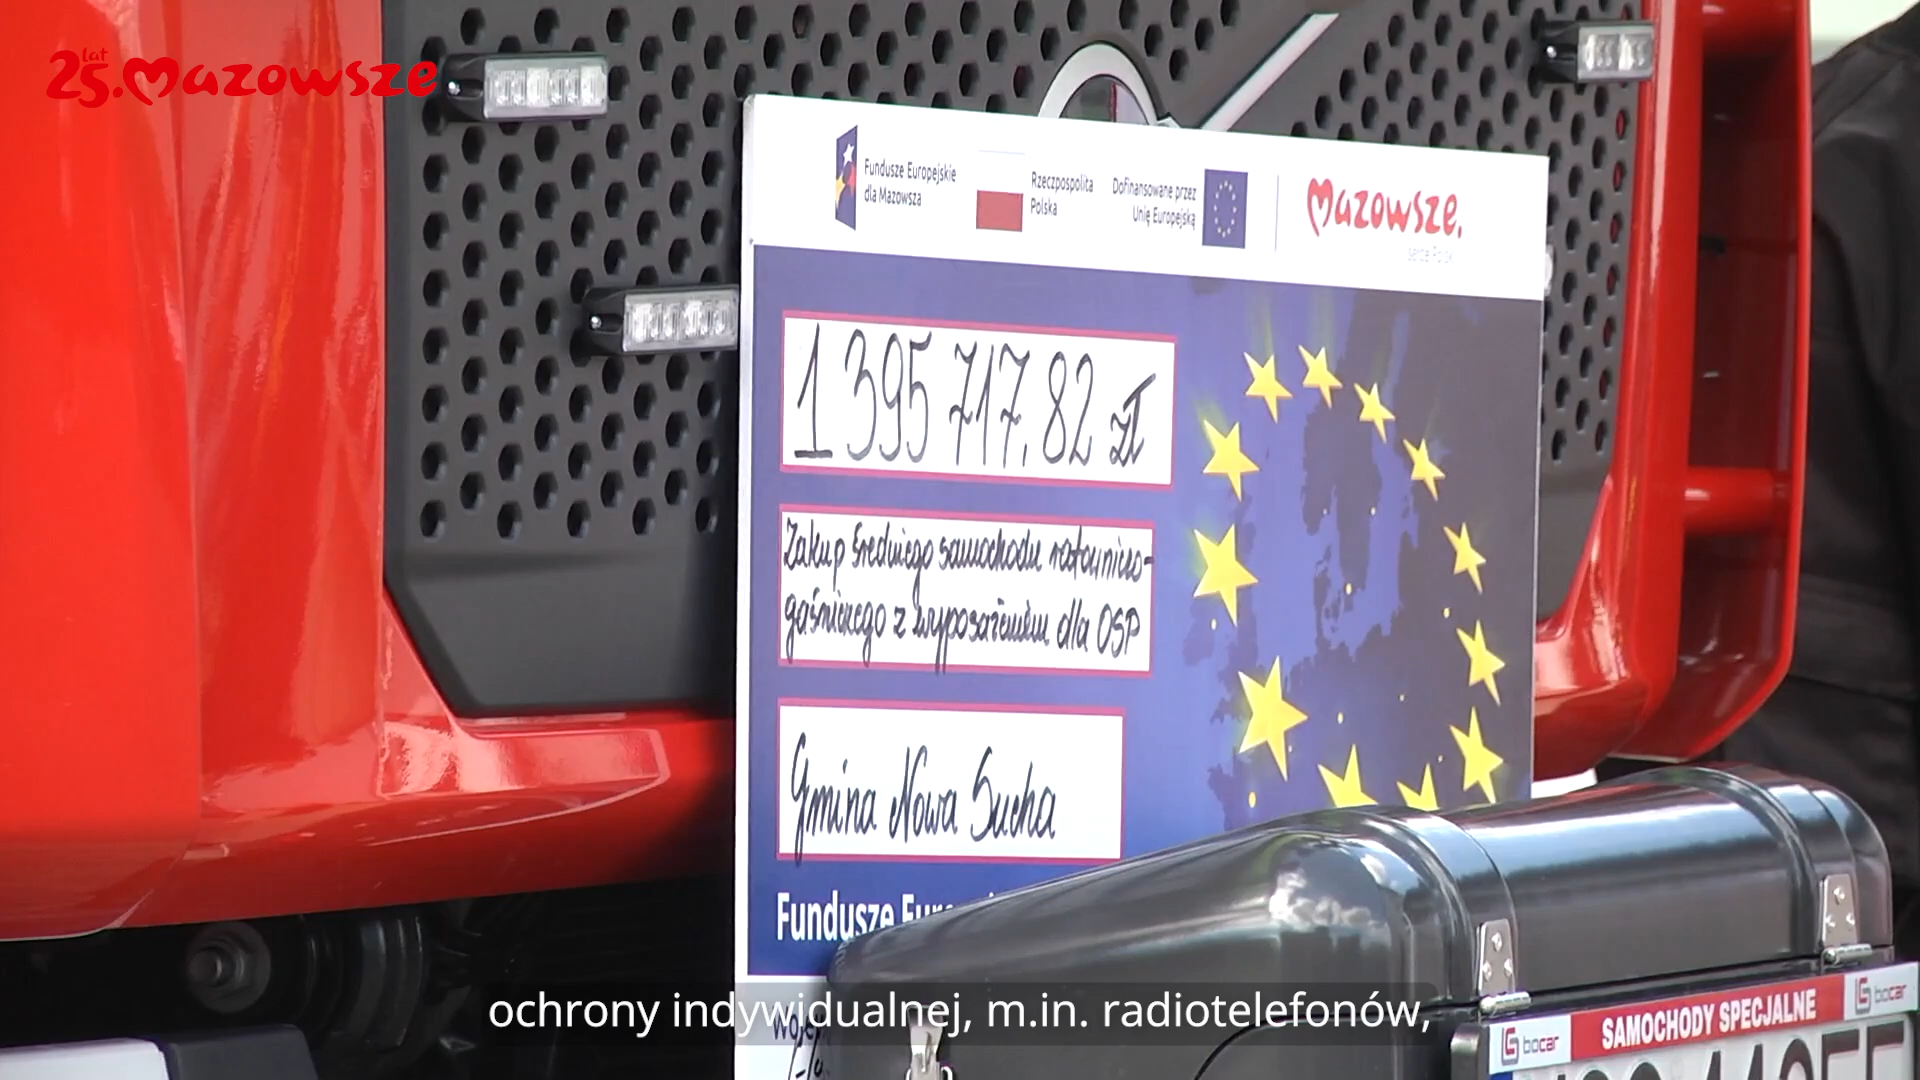 25 lat Mazowsze
Fundusze Europejskie
dla Mazowsza
Rzeczpospolita
Polska
Dofinansowane przez
Unię Europejską
Mazowsze.
serce Polski
1 395 717,82 zł
Zakup średniego samochodu ratowniczo-
gaśniczego z wyposażeniem dla OSP
Gmina Nowa Sucha
Fundusze
ochrony indywidualnej, m.in. radiotelefonów,
bocar SAMOCHODY SPECJALNE bocar